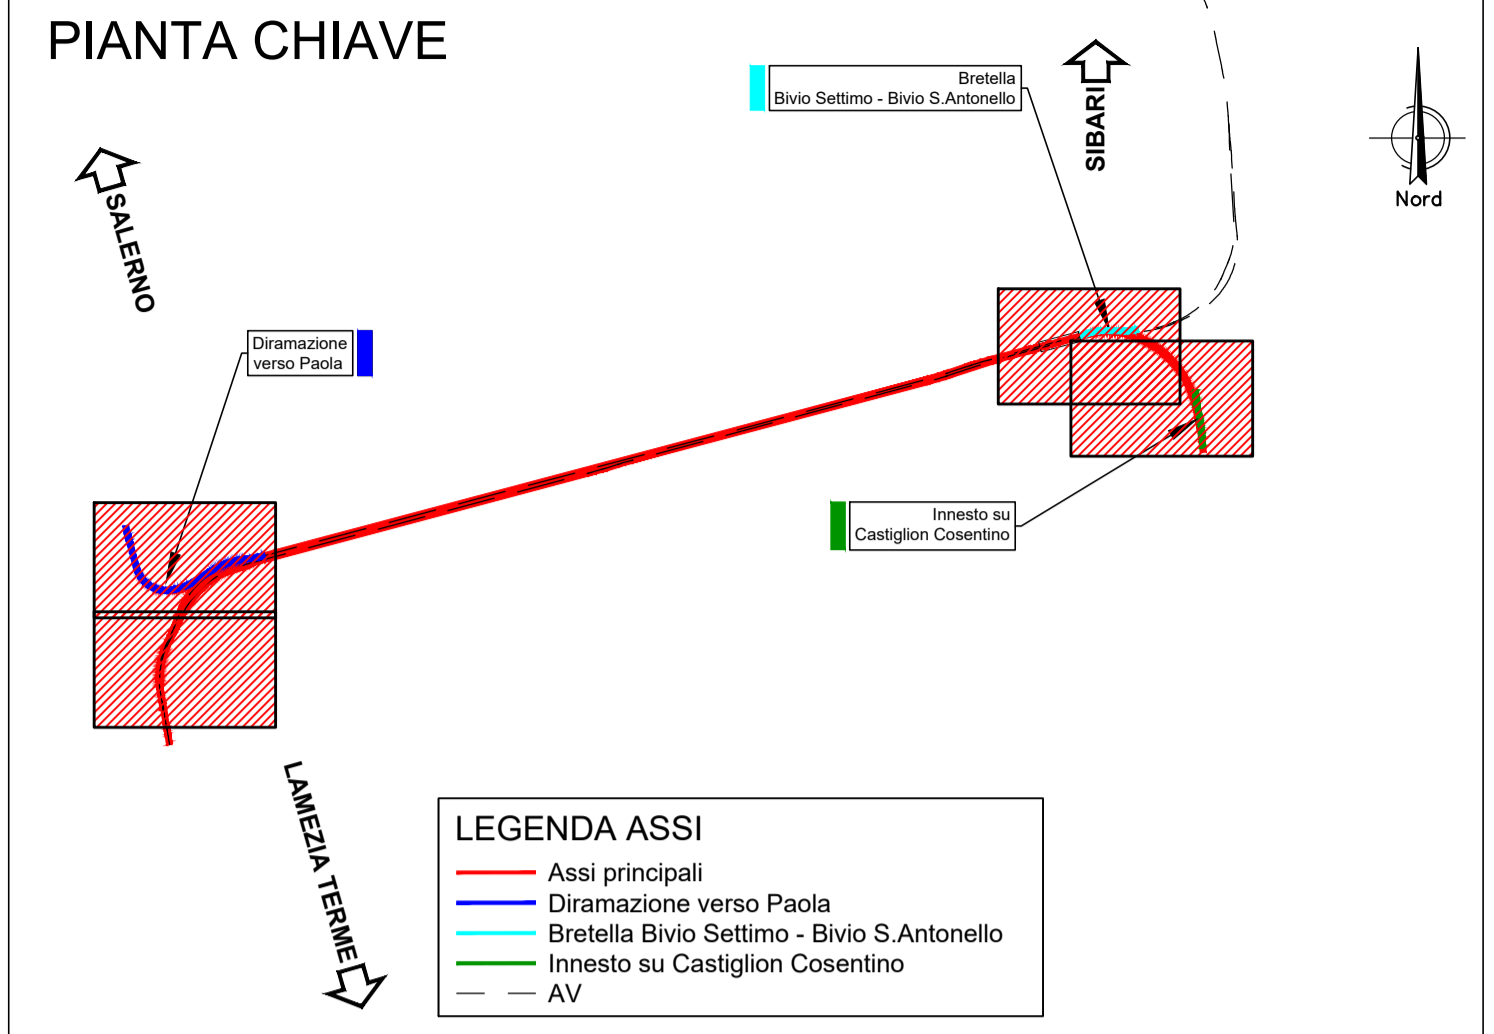 PIANTA CHIAVE
Bretella
Bivio Settimo - Bivio S.Antonello
SIBARI
Nord
SALERNO
Diramazione
verso Paola
Innesto su
Castiglion Cosentino
LAMEZIA TERME
LEGENDA ASSI
Assi principali
Diramazione verso Paola
Bretella Bivio Settimo - Bivio S.Antonello
Innesto su Castiglion Cosentino
AV